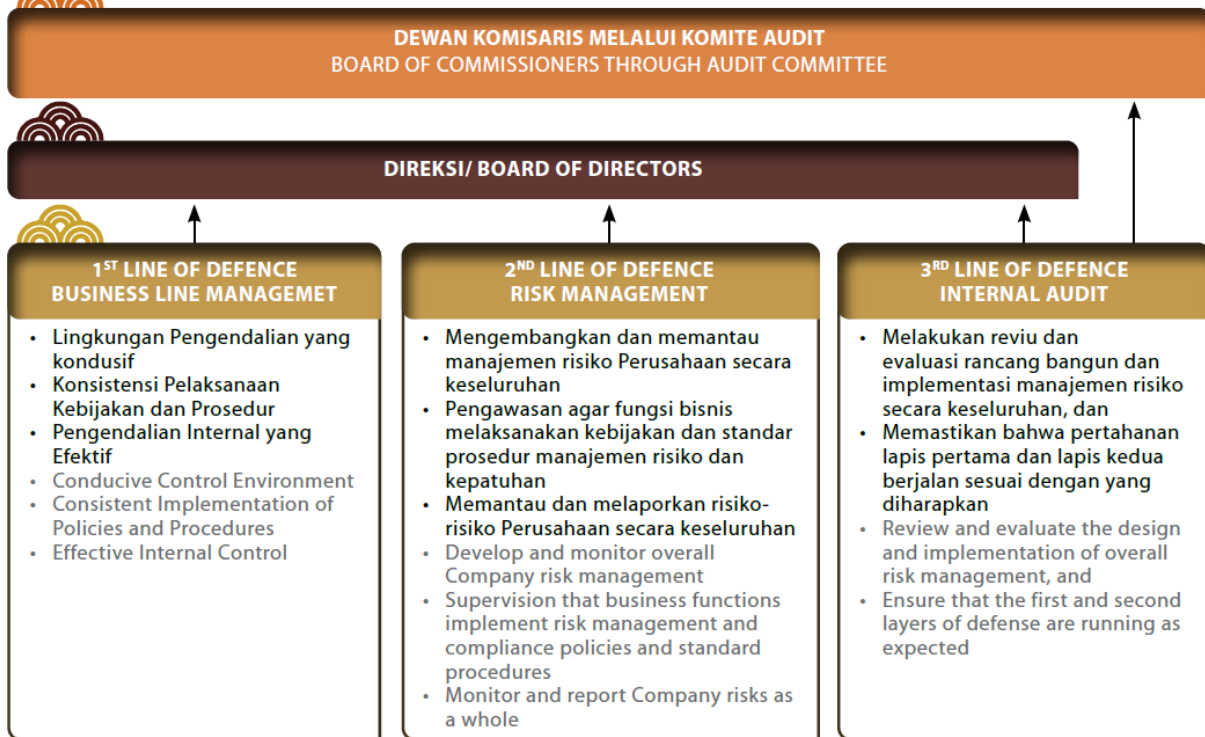 DEWAN KOMISARIS MELALUI KOMITE AUDIT
BOARD OF COMMISSIONERS THROUGH AUDIT COMMITTEE
DIREKSI/ BOARD OF DIRECTORS
1ST LINE OF DEFENCE
BUSINESS LINE MANAGEMET
• Lingkungan Pengendalian yang
kondusif
• Konsistensi Pelaksanaan
Kebijakan dan Prosedur
• Pengendalian Internal yang
Efektif
• Conducive Control Environment
• Consistent Implementation of
Policies and Procedures
• Effective Internal Control
2ND LINE OF DEFENCE
RISK MANAGEMENT
• Mengembangkan dan memantau
manajemen risiko Perusahaan secara
keseluruhan
• Pengawasan agar fungsi bisnis
melaksanakan kebijakan dan standar
prosedur manajemen risiko dan
kepatuhan
• Memantau dan melaporkan risiko-
risiko Perusahaan secara keseluruhan
• Develop and monitor overall
Company risk management
• Supervision that business functions
implement risk management and
compliance policies and standard
procedures
• Monitor and report Company risks as
a whole
3RD LINE OF DEFENCE
INTERNAL AUDIT
• Melakukan reviu dan
evaluasi rancang bangun dan
implementasi manajemen risiko
secara keseluruhan, dan
• Memastikan bahwa pertahanan
lapis pertama dan lapis kedua
berjalan sesuai dengan yang
diharapkan
• Review and evaluate the design
and implementation of overall
risk management, and
• Ensure that the first and second
layers of defense are running as
expected